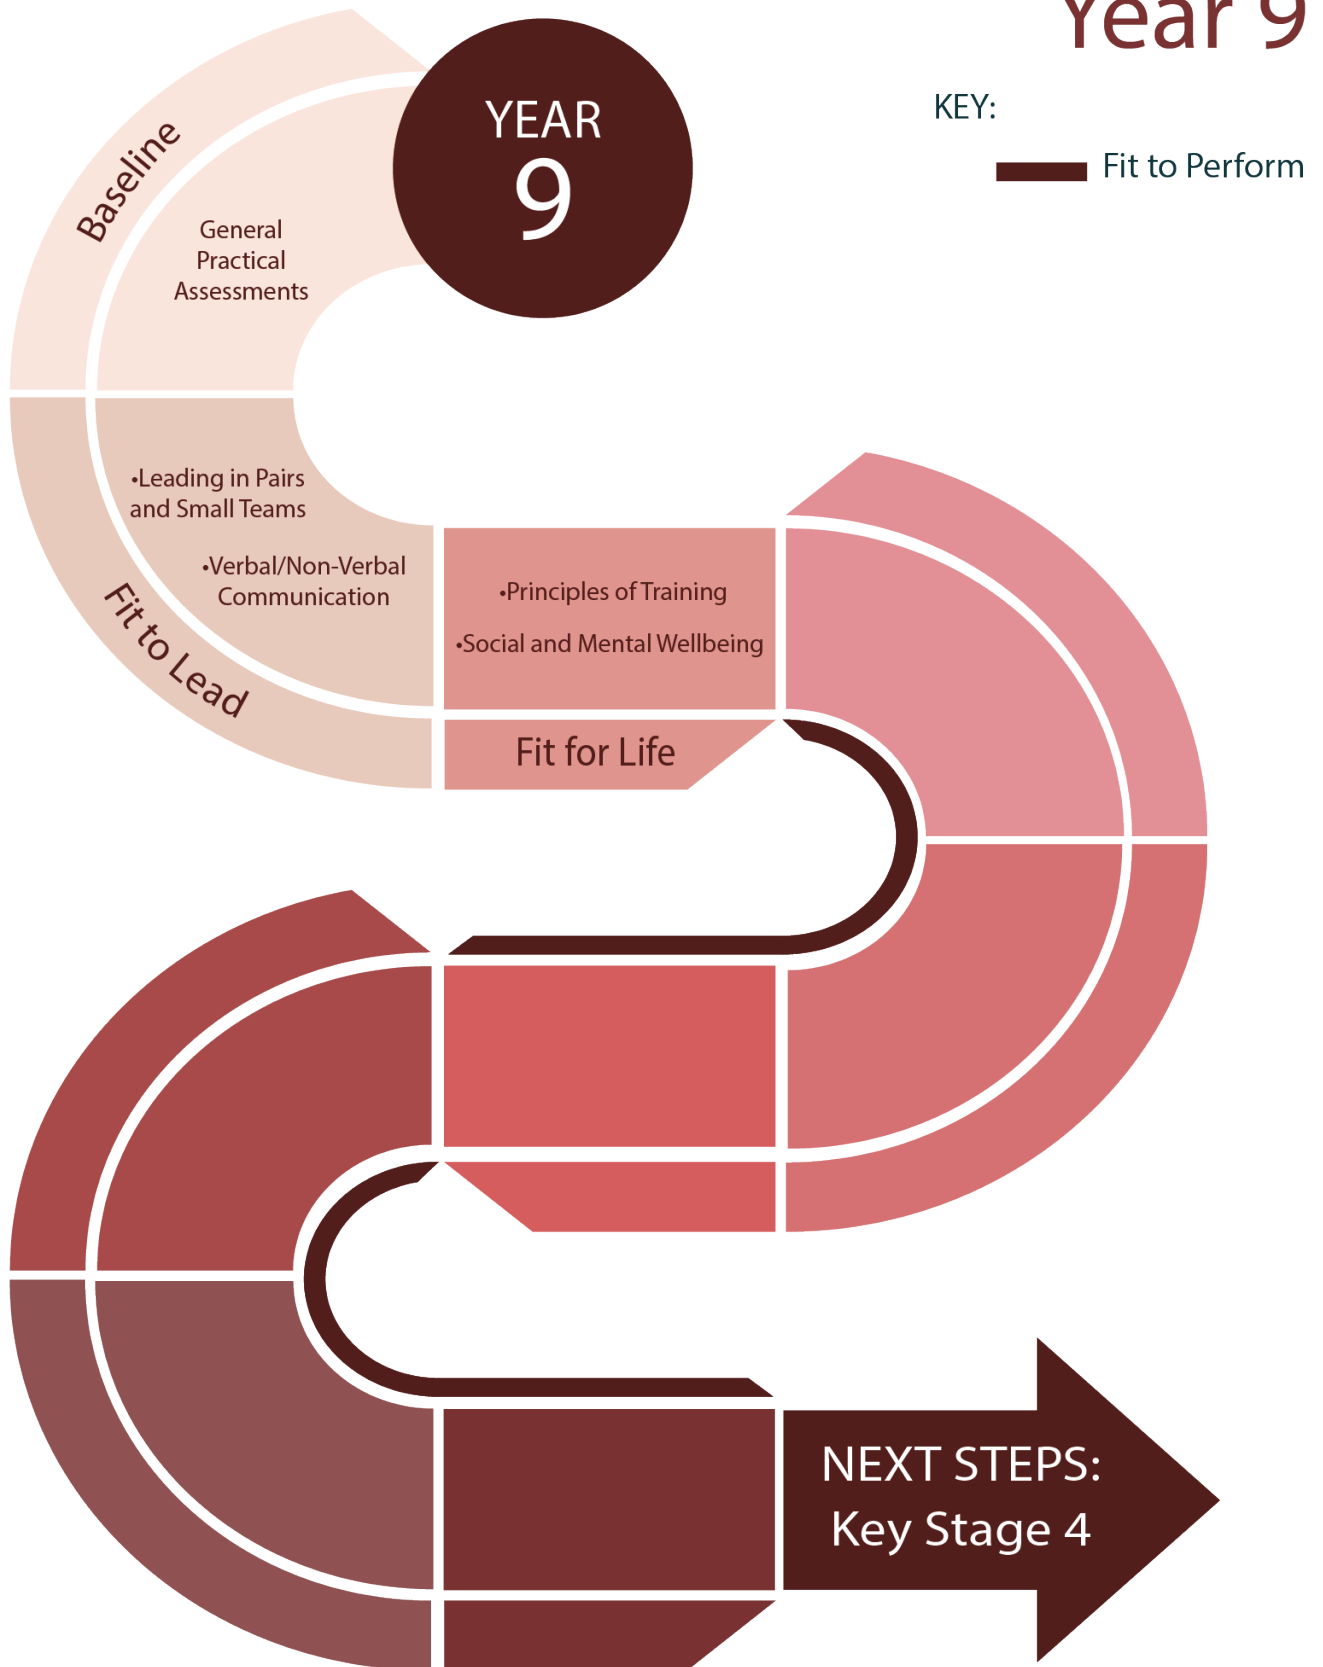 Year 9
KEY:
Fit to Perform
YEAR
9
Baseline
General
Practical
Assessments
•Leading in Pairs
and Small Teams
•Verbal/Non-Verbal
Communication
Fit to Lead
•Principles of Training
•Social and Mental Wellbeing
Fit for Life
NEXT STEPS:
Key Stage 4